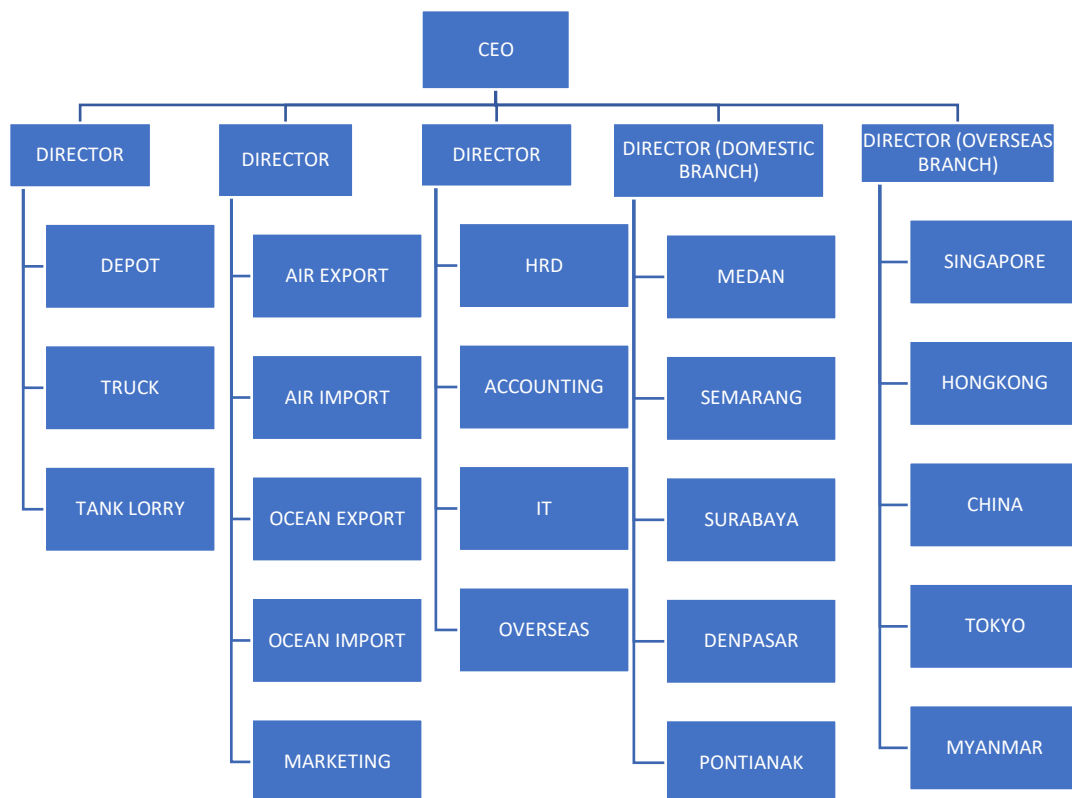 CEO
DIRECTOR
DIRECTOR
DIRECTOR
DIRECTOR (DOMESTIC
BRANCH)
DIRECTOR (OVERSEAS
BRANCH)
DEPOT
TRUCK
TANK LORRY
AIR EXPORT
AIR IMPORT
OCEAN EXPORT
OCEAN IMPORT
MARKETING
HRD
ACCOUNTING
IT
OVERSEAS
MEDAN
SEMARANG
SURABAYA
DENPASAR
PONTIANAK
SINGAPORE
HONGKONG
CHINA
TOKYO
MYANMAR